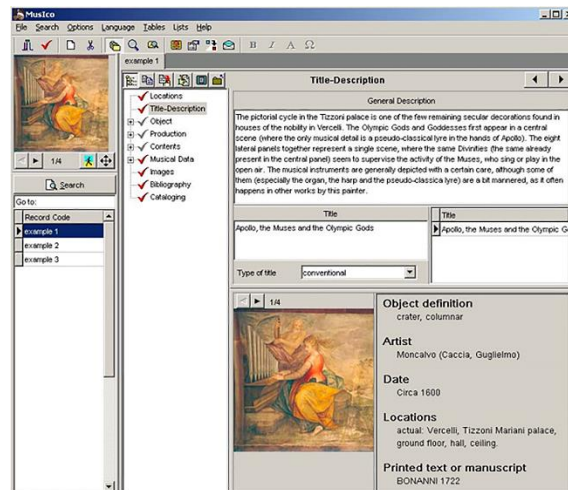 MusIco
File Search Options Language Tables Lists Help
B I A Ω
example 1
Title-Description
Locations
Title-Description
Object
Production
Contents
Musical Data
Images
Bibliography
Cataloging
1/4
Search
Go to:
Record Code
example 1
example 2
example 3
General Description
The pictorial cycle in the Tizzoni palace is one of the few remaining secular decorations found in
houses of the nobility in Vercelli. The Olympic Gods and Goddesses first appear in a central
scene (where the only musical detail is a pseudo-classical lyre in the hands of Apollo). The eight
lateral panels together represent a single scene, where the same Divinities (the same already
present in the central panel) seem to supervise the activity of the Muses, who sing or play in the
open air. The musical instruments are generally depicted with a certain care, although some of
them (especially the organ, the harp and the pseudo-classica lyre) are a bit mannered, as it often
happens in other works by this painter.
Title
Apollo, the Muses and the Olympic Gods
Type of title conventional
Title
Apollo, the Muses and the Olympic G
1/4
Object definition
crater, columnar
Artist
Moncalvo (Caccia, Guglielmo)
Date
Circa 1600
Locations
actual: Vercelli, Tizzoni Mariani palace,
ground floor, hall, ceiling.
Printed text or manuscript
BONANNI 1722